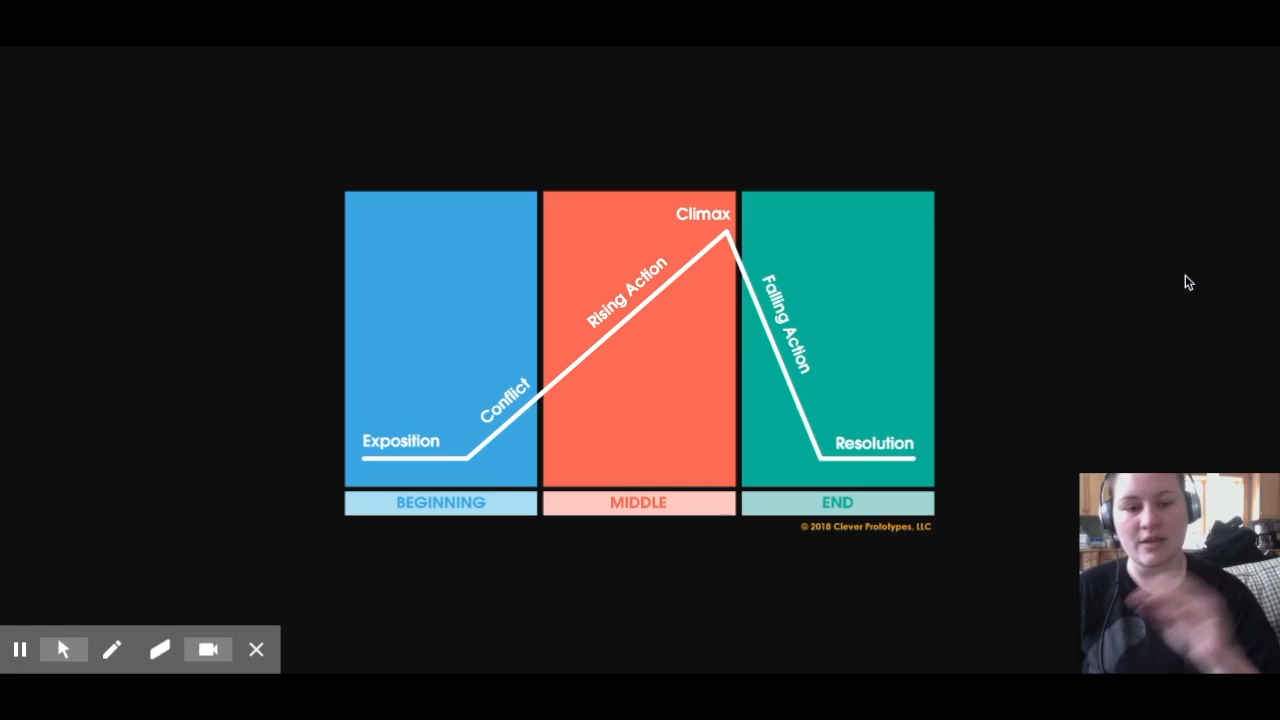 Climax
Rising Action
Falling Action
Conflict
Exposition
Resolution
BEGINNING
MIDDLE
END
© 2018 Clever Prototypes, LLC